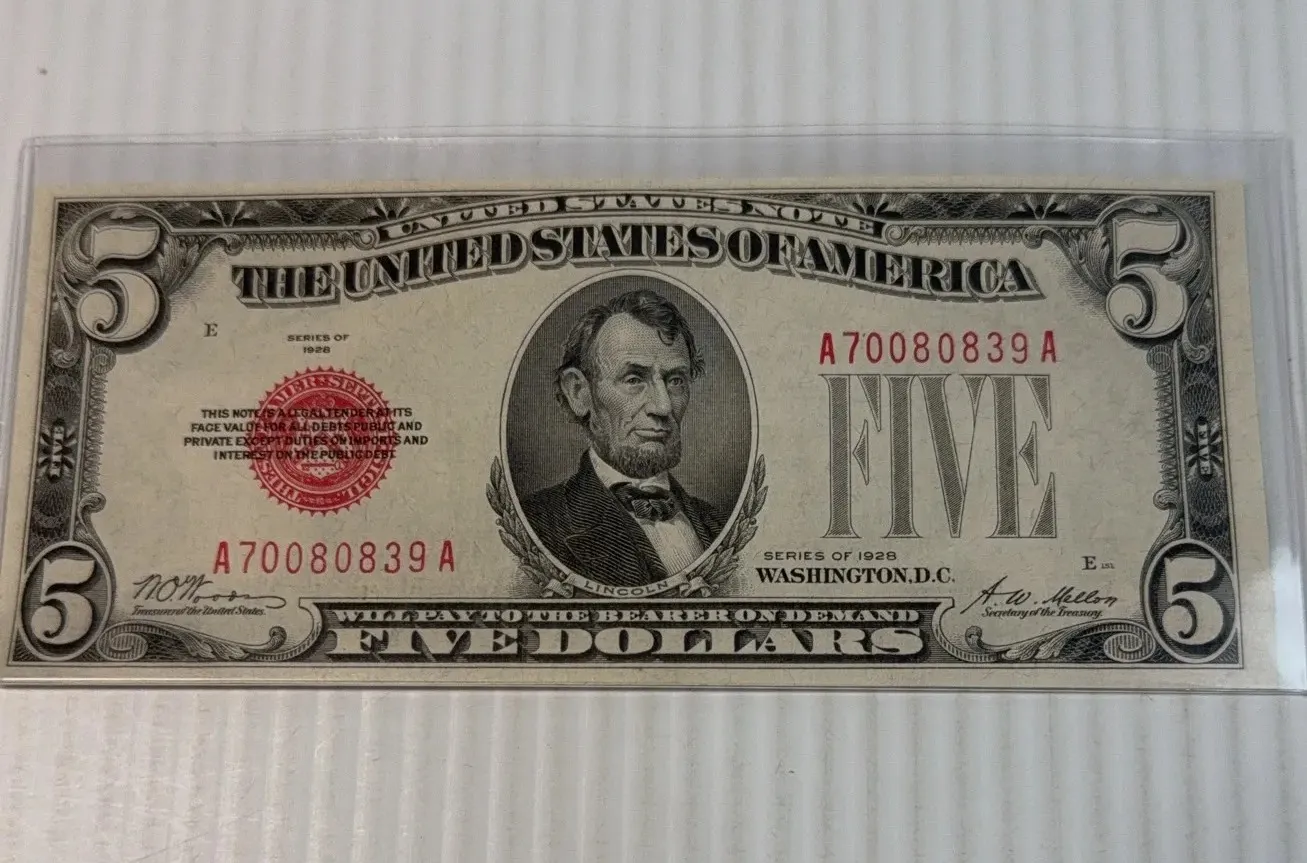 UNITED STATES NOTE
THE UNITED STATES OF AMERICA
5
5
E
SERIES OF
1928
A70080839A
FIVE
THIS NOTE IS A LEGAL TENDER AT ITS
FACE VALUE FOR ALL DEBTS PUBLIC AND
PRIVATE EXCEPT DUTIES ON IMPORTS AND
INTEREST ON THE PUBLIC DEBT
FIVE
FIVE
A70080839A
SERIES OF 1928
WASHINGTON, D.C.
E
LINCOLN
Treasurer of the United States.
A.W. Mellon
Secretary of the Treasury.
5
5
WILL PAY TO THE BEARER ON DEMAND
FIVE DOLLARS